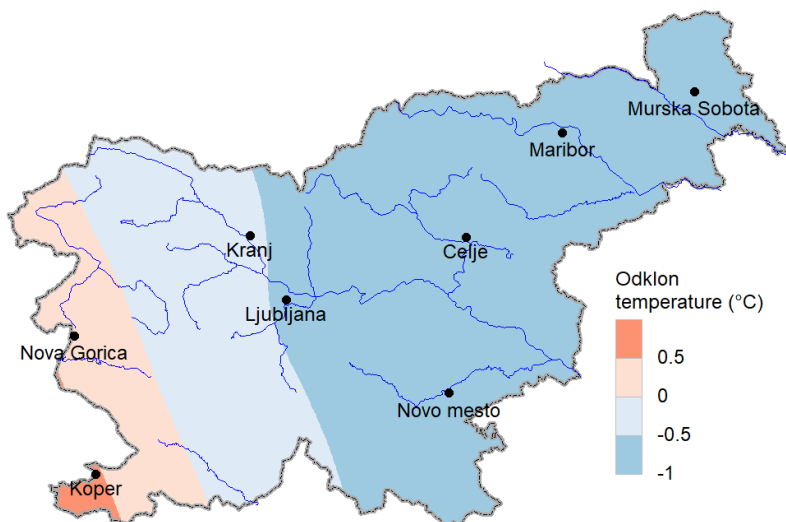 Murska Sobota
Maribor
Kranj
Celje
Ljubljana
Nova Gorica
Novo mesto
Koper
Odklon
temperature (°C)
0.5
0
-0.5
-1